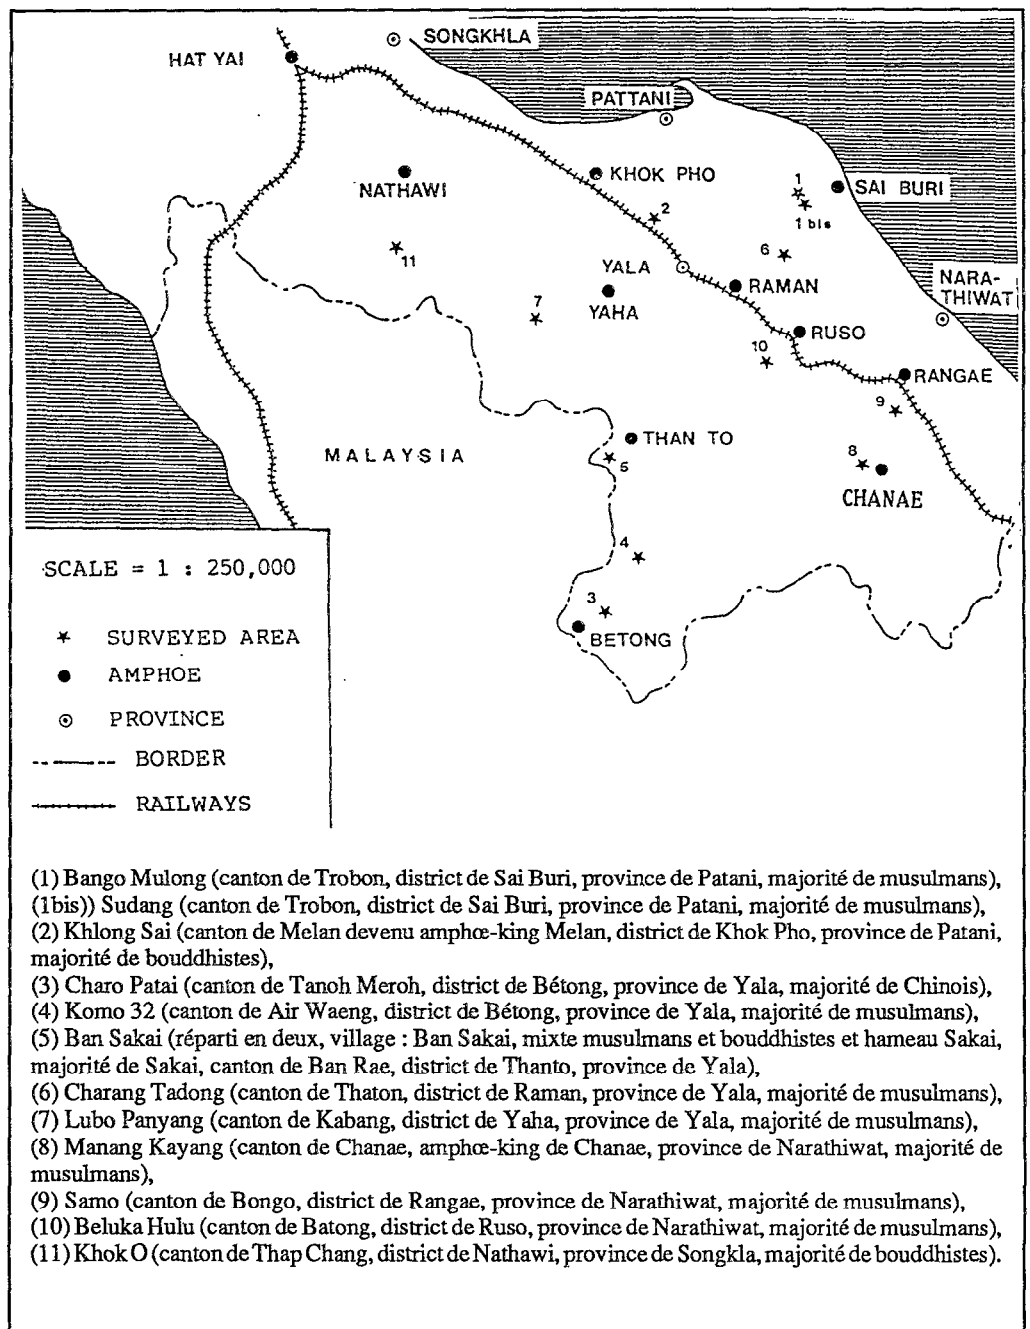 SONGKHLA
HAT YAI
PATTANI
KHOK PHO
NATHAWI
1
SAI BURI
1 bis
2
6
11
YALA
RAMAN
NARA-
THIWAT
7
YAHA
RUSO
10
RANGAE
9
THAN TO
MALAYSIA
5
8
CHANAE
4
3
BETONG
SCALE = 1 : 250,000
SURVEYED AREA
AMPHOE
PROVINCE
BORDER
RAILWAYS
(1) Bango Mulong (canton de Trobon, district de Sai Buri, province de Patani, majorité de musulmans),
(1bis)) Sudang (canton de Trobon, district de Sai Buri, province de Patani, majorité de musulmans),
(2) Khlong Sai (canton de Melan devenu amphœ-king Melan, district de Khok Pho, province de Patani,
majorité de bouddhistes),
(3) Charo Patai (canton de Tanoh Meroh, district de Bétong, province de Yala, majorité de Chinois),
(4) Komo 32 (canton de Air Waeng, district de Bétong, province de Yala, majorité de musulmans),
(5) Ban Sakai (réparti en deux, village : Ban Sakai, mixte musulmans et bouddhistes et hameau Sakai,
majorité de Sakai, canton de Ban Rae, district de Thanto, province de Yala),
(6) Charang Tadong (canton de Thaton, district de Raman, province de Yala, majorité de musulmans),
(7) Lubo Panyang (canton de Kabang, district de Yaha, province de Yala, majorité de musulmans),
(8) Manang Kayang (canton de Chanae, amphœ-king de Chanae, province de Narathiwat, majorité de
musulmans),
(9) Samo (canton de Bongo, district de Rangae, province de Narathiwat, majorité de musulmans),
(10) Beluka Hulu (canton de Batong, district de Ruso, province de Narathiwat, majorité de musulmans),
(11) Khok O (canton de Thap Chang, district de Nathawi, province de Songkla, majorité de bouddhistes).